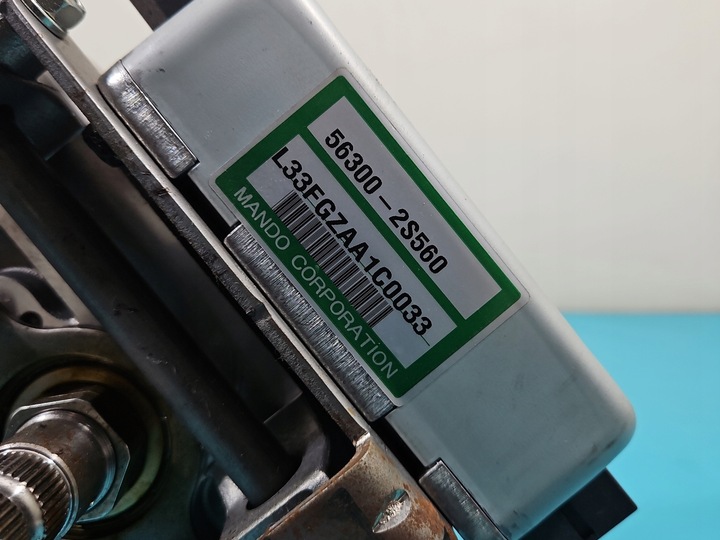 56300-2S560
L33FGZAA1C0033
MANDO CORPORATION